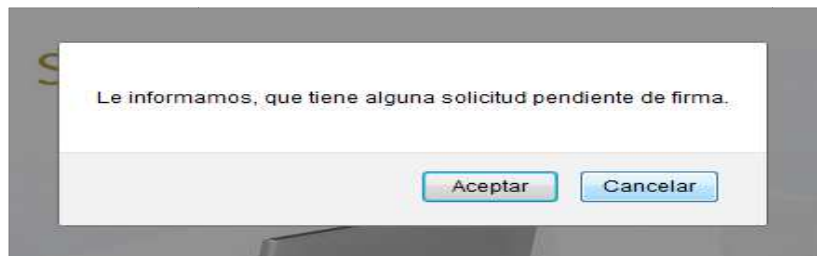 S
Le informamos, que tiene alguna solicitud pendiente de firma.
Aceptar
Cancelar